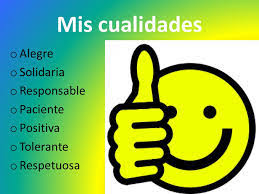 Mis cualidades
o Alegre
o Solidaria
o Responsable
o Paciente
o Positiva
o Tolerante
o Respetuosa